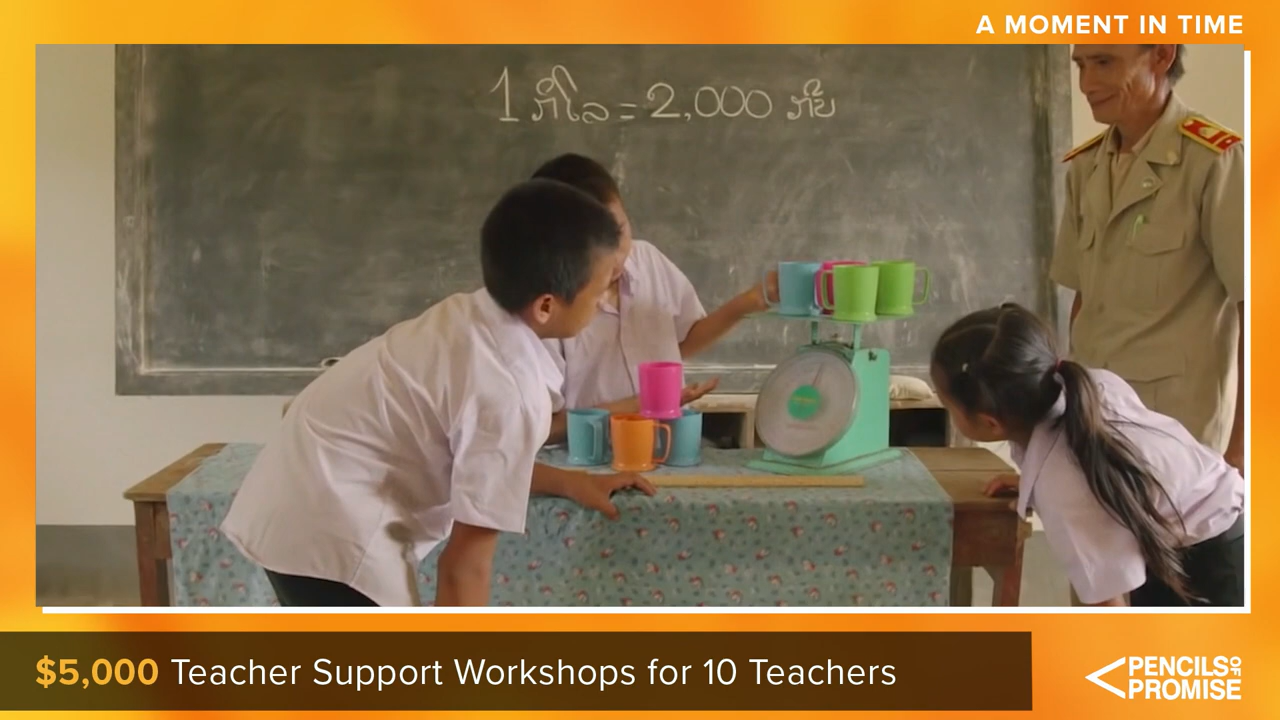 A MOMENT IN TIME
1 ກິໂລ = 2,000 ກີບ
$5,000 Teacher Support Workshops for 10 Teachers
PENCILS OF
PROMISE